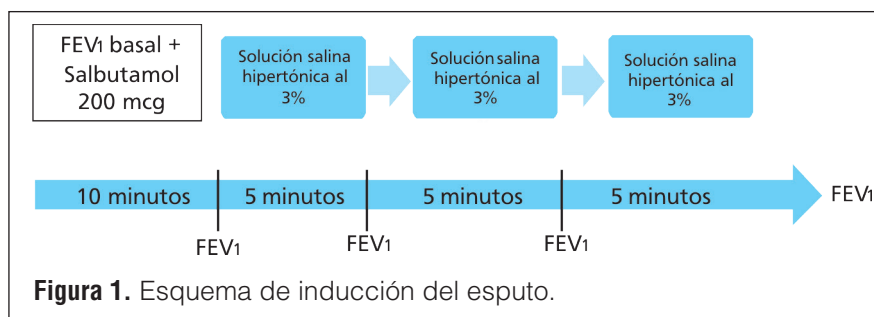 FEV1 basal +
Salbutamol
200 mcg
Solución salina
hipertónica al
3%
Solución salina
hipertónica al
3%
Solución salina
hipertónica al
3%
10 minutos
5 minutos
5 minutos
5 minutos
FEV1
FEV1
FEV1
FEV1
Figura 1. Esquema de inducción del esputo.